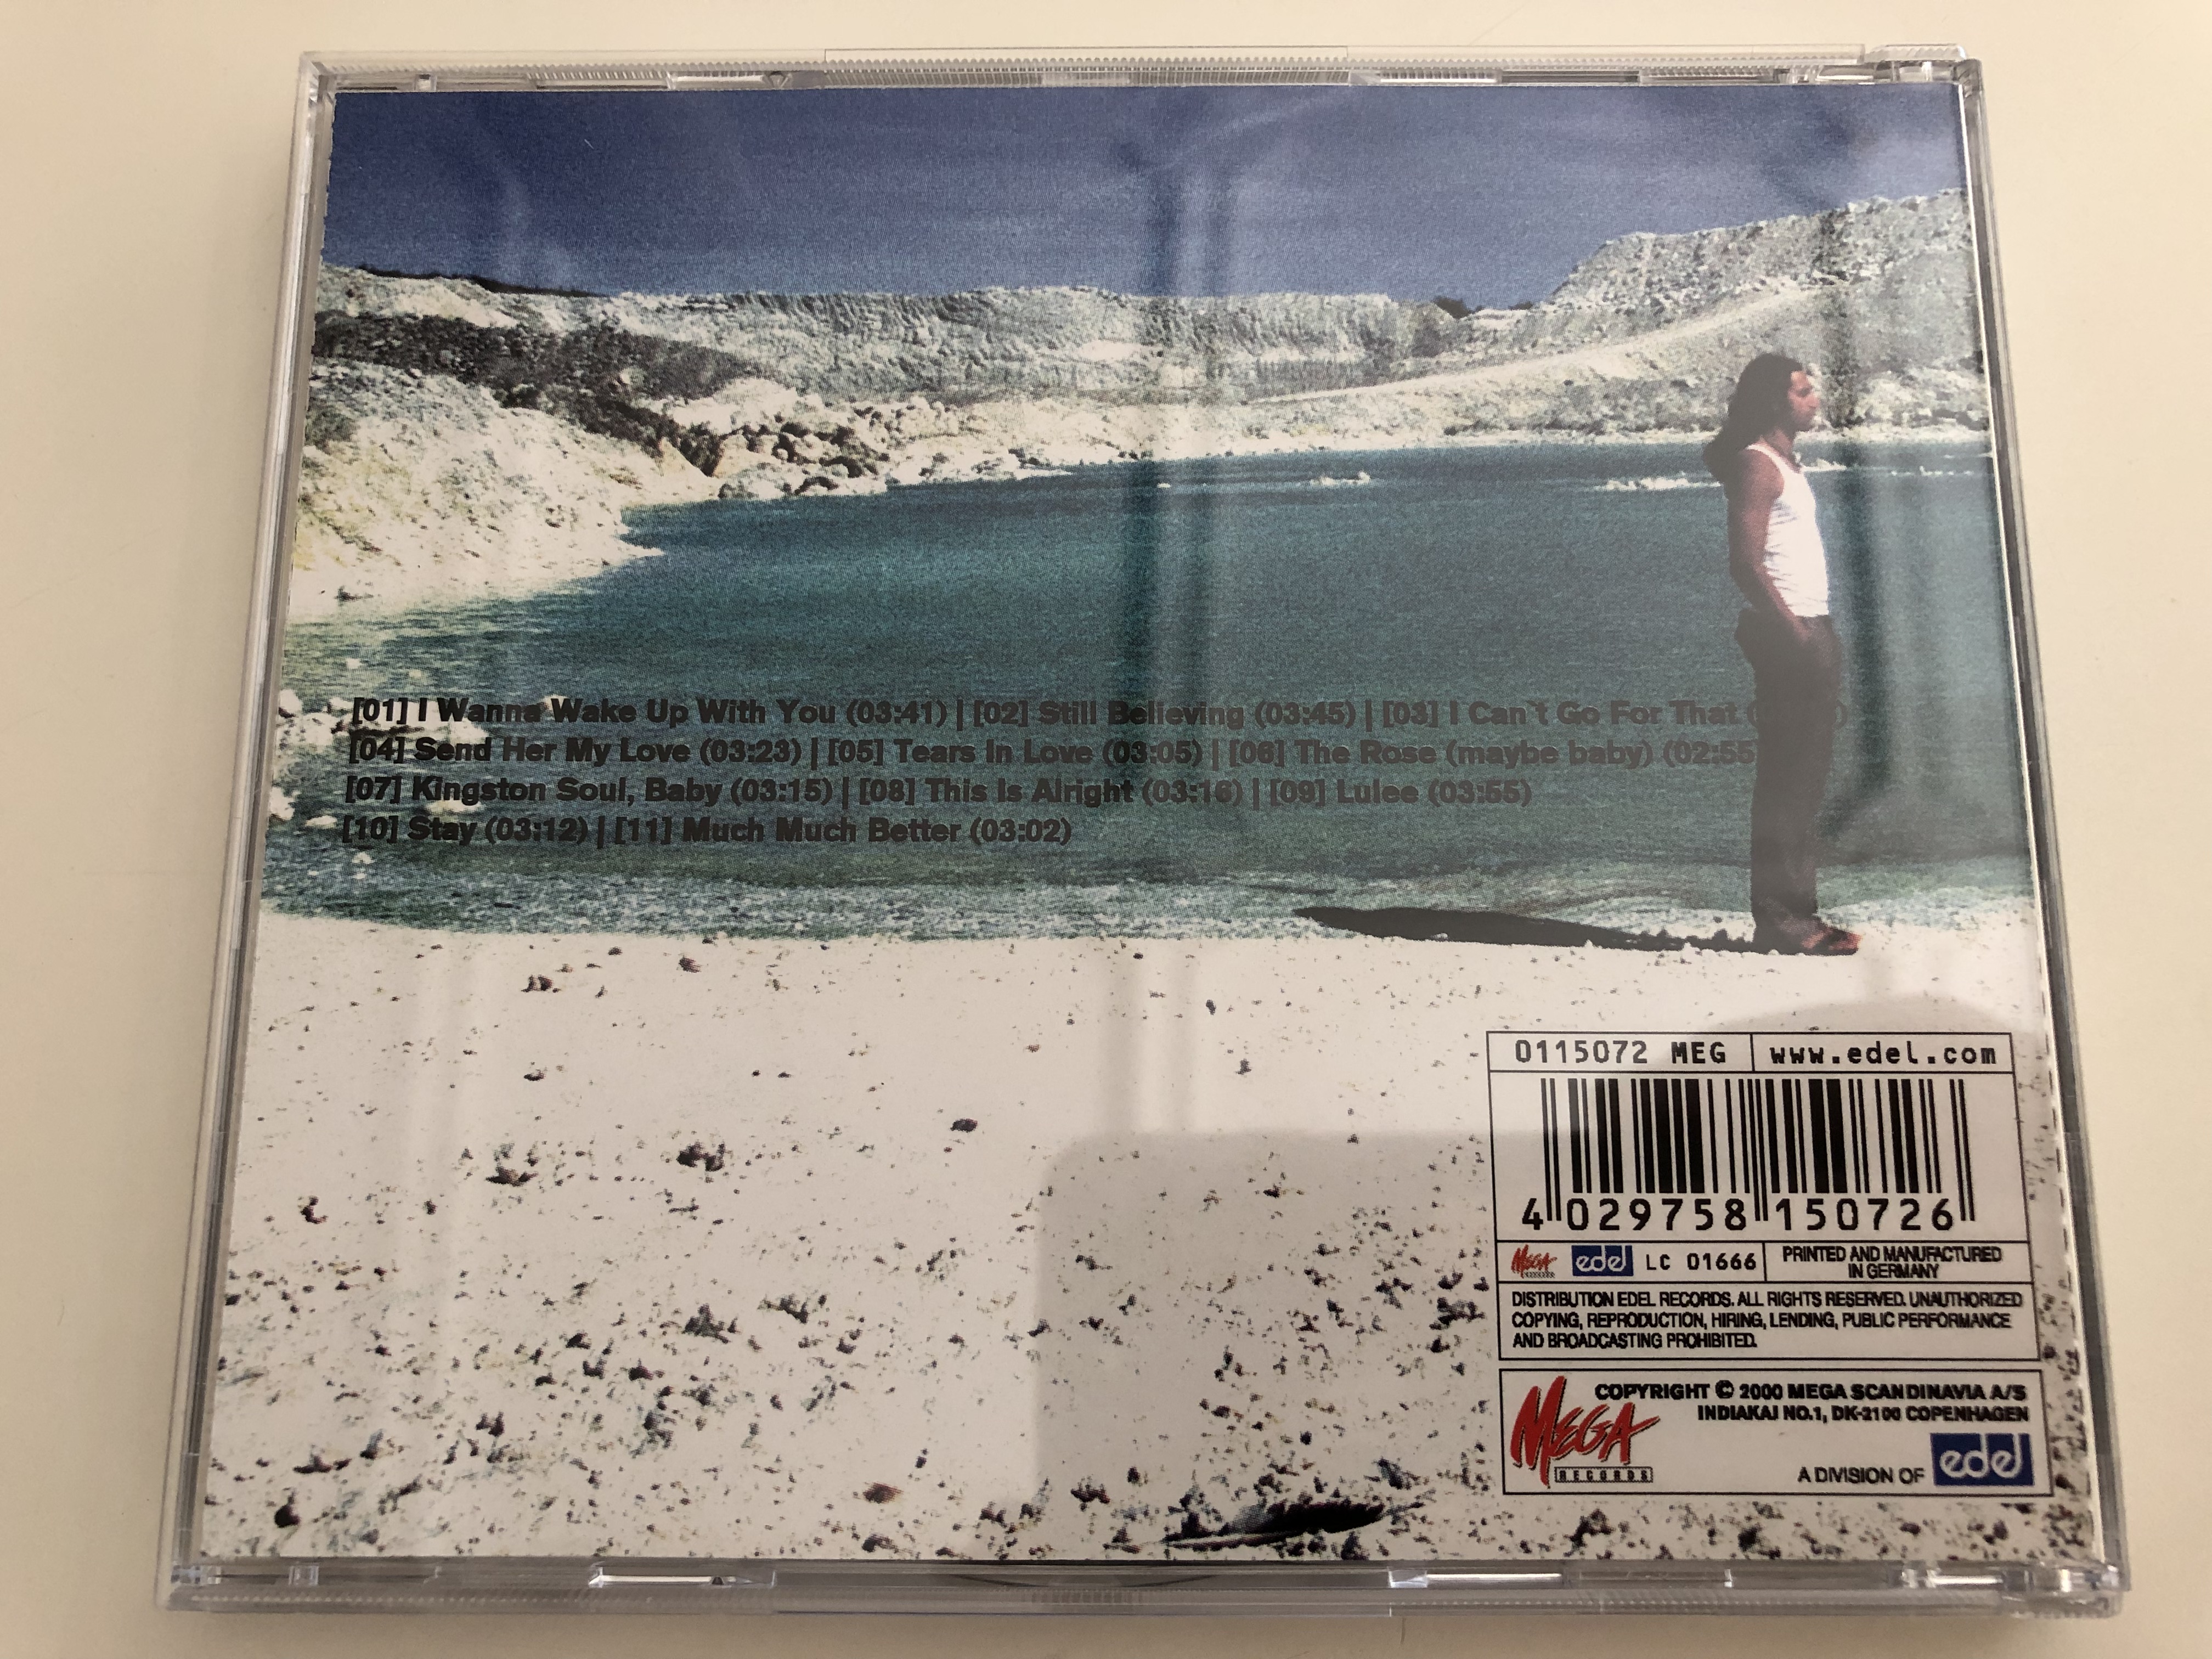 [01] I Wanna Wake Up With You (03:41) | [02] Still Believing (03:45) | [03] I Can`t Go For That
[04] Send Her My Love (03:23) | [05] Tears In Love (03:05) | [06] The Rose (maybe baby) (02:55
[07] Kingston Soul, Baby (03:15) | [08] This Is Alright (03:16) | [09] Lulee (03:55)
[10] Stay (03:12) | [11] Much Much Better (03:02)
0115072 MEG www.edel.com
4 029758 150726
MEGA RECORDS edel LC 01666
PRINTED AND MANUFACTURED
IN GERMANY
DISTRIBUTION EDEL RECORDS. ALL RIGHTS RESERVED. UNAUTHORIZED
COPYING, REPRODUCTION, HIRING, LENDING, PUBLIC PERFORMANCE
AND BROADCASTING PROHIBITED.
COPYRIGHT © 2000 MEGA SCANDINAVIA A/S
INDIAKAJ NO.1, DK-2100 COPENHAGEN
MEGA
RECORDS
A DIVISION OF edel